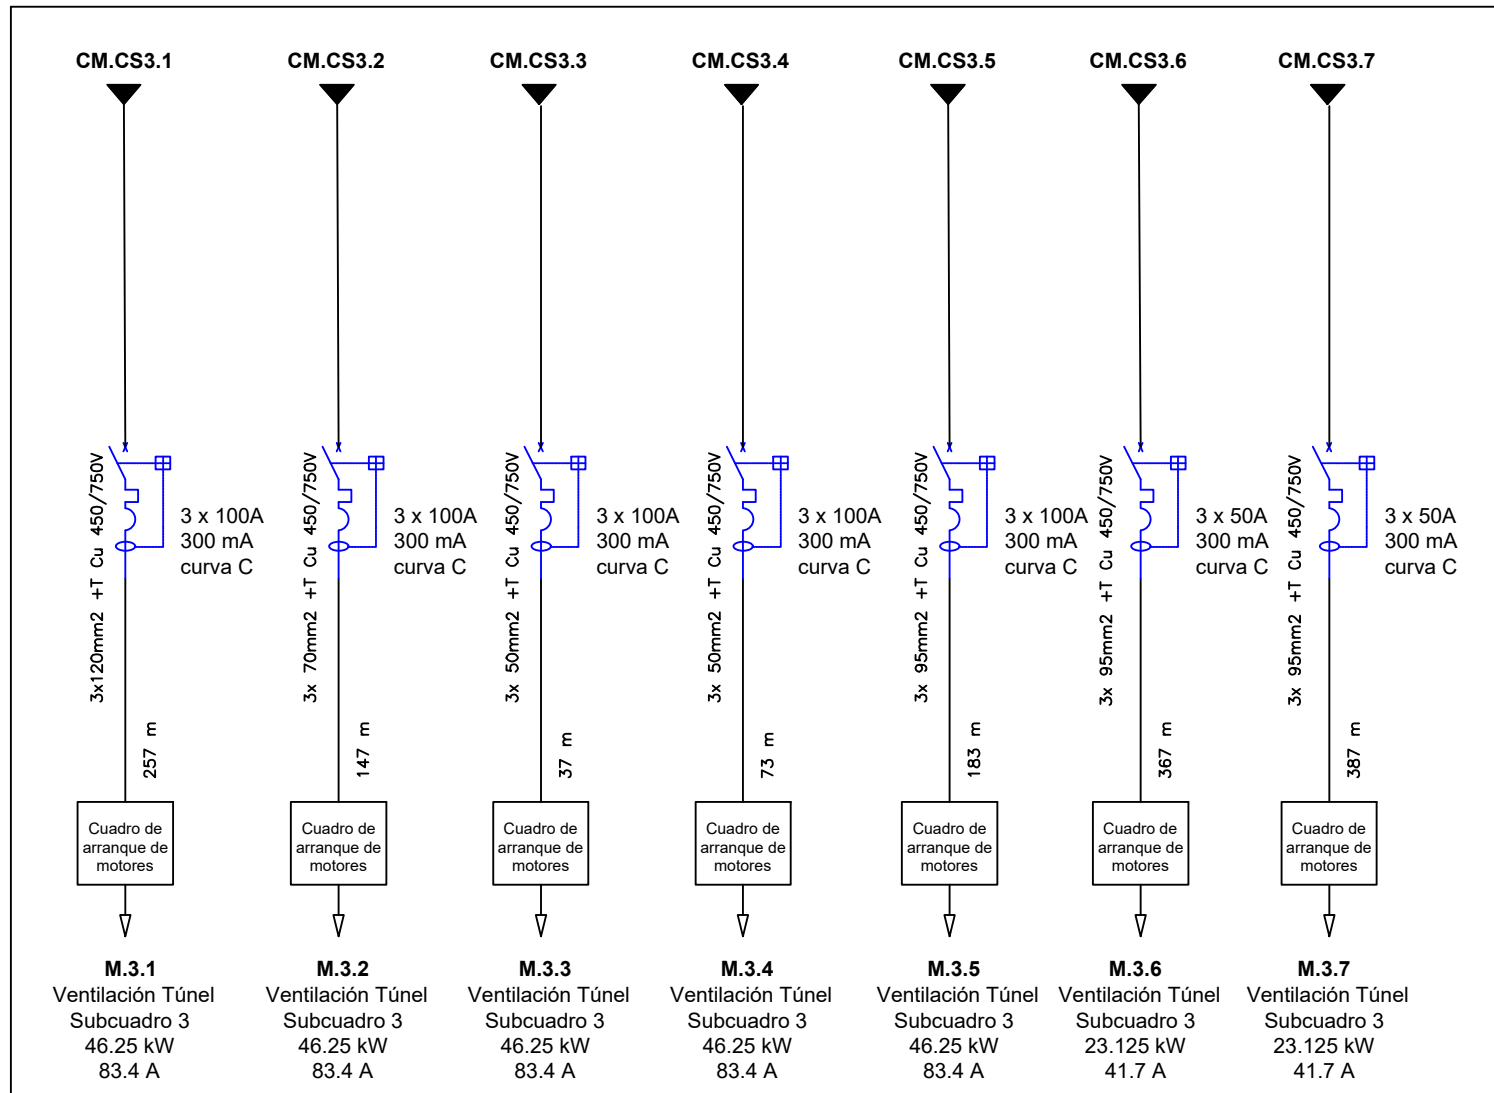 CM.CS3.1
CM.CS3.2
CM.CS3.3
CM.CS3.4
CM.CS3.5
CM.CS3.6
CM.CS3.7
3x120mm2 +T Cu 450/750V
3 x 100A
300 mA
curva C
257 m
3x 70mm2 +T Cu 450/750V
3 x 100A
300 mA
curva C
147 m
3x 50mm2 +T Cu 450/750V
3 x 100A
300 mA
curva C
37 m
3x 50mm2 +T Cu 450/750V
3 x 100A
300 mA
curva C
73 m
3x 95mm2 +T Cu 450/750V
3 x 100A
300 mA
curva C
183 m
3x 95mm2 +T Cu 450/750V
3 x 50A
300 mA
curva C
367 m
3x 95mm2 +T Cu 450/750V
3 x 50A
300 mA
curva C
387 m
Cuadro de
arranque de
motores
Cuadro de
arranque de
motores
Cuadro de
arranque de
motores
Cuadro de
arranque de
motores
Cuadro de
arranque de
motores
Cuadro de
arranque de
motores
Cuadro de
arranque de
motores
M.3.1
Ventilación Túnel
Subcuadro 3
46.25 kW
83.4 A
M.3.2
Ventilación Túnel
Subcuadro 3
46.25 kW
83.4 A
M.3.3
Ventilación Túnel
Subcuadro 3
46.25 kW
83.4 A
M.3.4
Ventilación Túnel
Subcuadro 3
46.25 kW
83.4 A
M.3.5
Ventilación Túnel
Subcuadro 3
46.25 kW
83.4 A
M.3.6
Ventilación Túnel
Subcuadro 3
23.125 kW
41.7 A
M.3.7
Ventilación Túnel
Subcuadro 3
23.125 kW
41.7 A